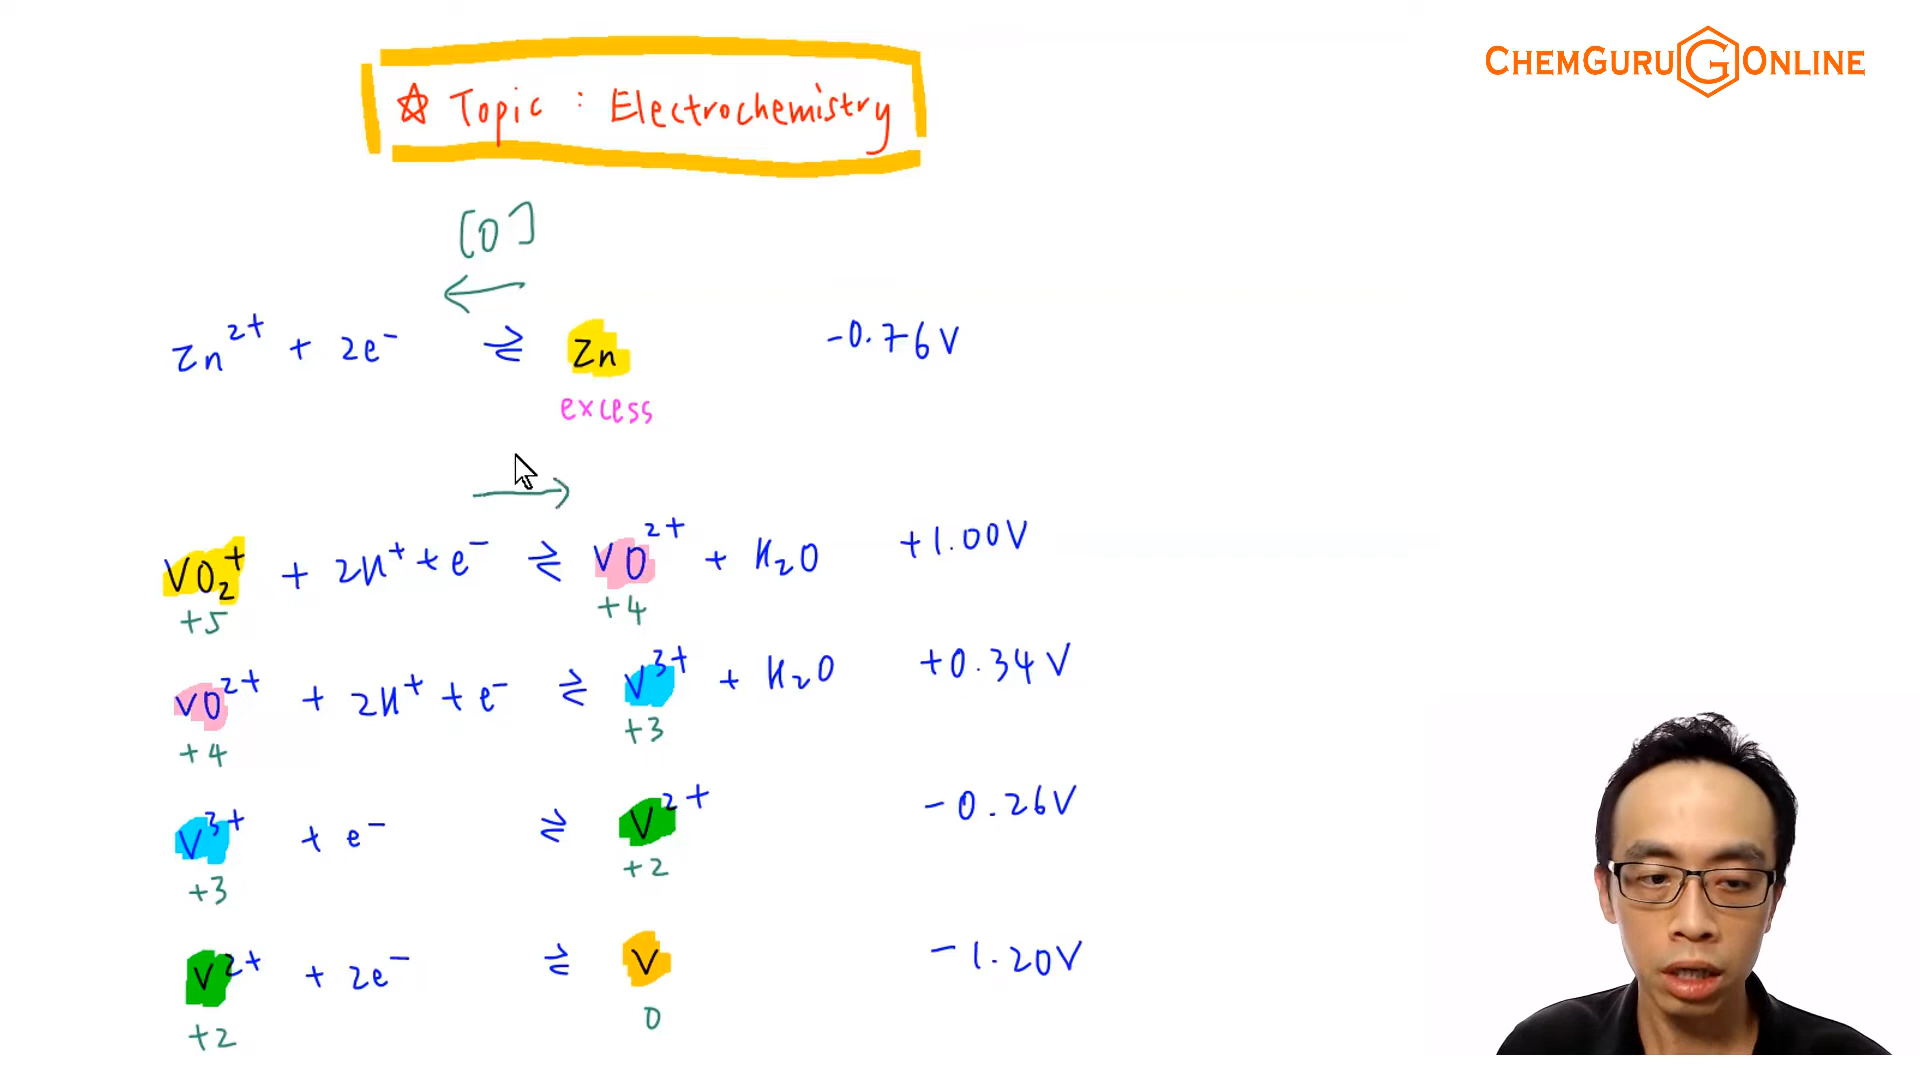 CHEMGURU G ONLINE
☆ Topic : Electrochemistry
[O]
←
Zn²⁺ + 2e⁻ ⇌ Zn -0.76V
excess
→
VO₂⁺ + 2H⁺ + e⁻ ⇌ VO²⁺ + H₂O +1.00V
+5 +4
VO²⁺ + 2H⁺ + e⁻ ⇌ V³⁺ + H₂O +0.34V
+4 +3
V³⁺ + e⁻ ⇌ V²⁺ -0.26V
+3 +2
V²⁺ + 2e⁻ ⇌ V -1.20V
+2 0